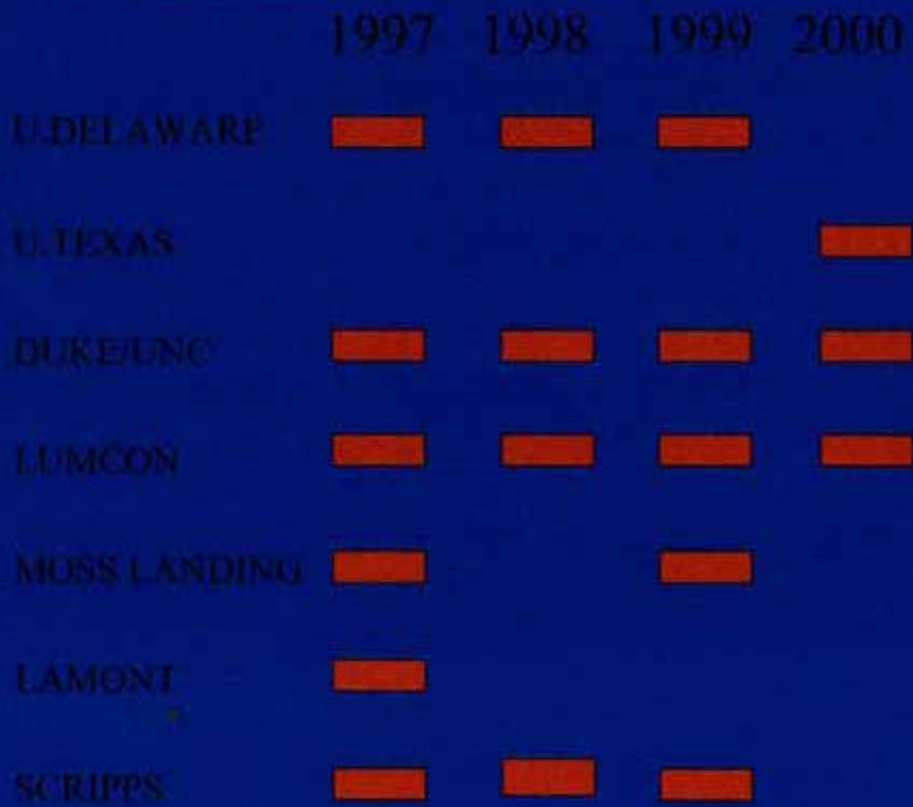 1997 1998 1999 2000
U.DELAWARE
U.TEXAS
DUKE/UNC
LUMCON
MOSS LANDING
LAMONT
SCRIPPS